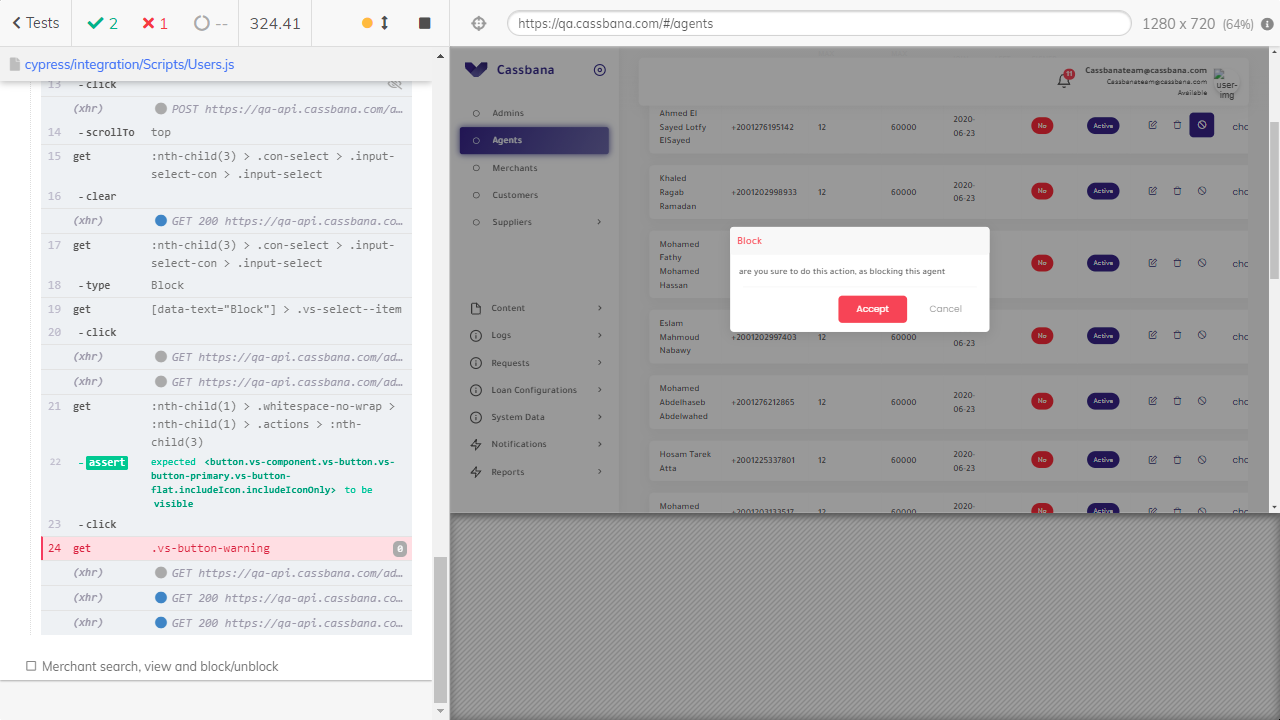 Tests
2
1
--
324.41
https://qa.cassbana.com/#/agents
1280 x 720 (64%)
cypress/integration/Scripts/Users.js
13 - click
(xhr) POST https://qa-api.cassbana.com/a…
14 - scrollTo top
15 get :nth-child(3) > .con-select > .input-
select-con > .input-select
16 - clear
(xhr) GET 200 https://qa-api.cassbana.co…
17 get :nth-child(3) > .con-select > .input-
select-con > .input-select
18 - type Block
19 get [data-text="Block"] > .vs-select--item
20 - click
(xhr) GET https://qa-api.cassbana.com/ad…
(xhr) GET https://qa-api.cassbana.com/ad…
21 get :nth-child(1) > .whitespace-no-wrap >
:nth-child(1) > .actions > :nth-
child(3)
22 - assert expected <button.vs-component.vs-button.vs-
button-primary.vs-button-
flat.includeIcon.includeIconOnly> to be
visible
23 - click
24 get .vs-button-warning 0
(xhr) GET https://qa-api.cassbana.com/ad…
(xhr) GET 200 https://qa-api.cassbana.co…
(xhr) GET 200 https://qa-api.cassbana.co…
Merchant search, view and block/unblock
Cassbana
Admins
Agents
Merchants
Customers
Suppliers
Content
Logs
Requests
Loan Configurations
System Data
Notifications
Reports
11
Cassbanateam@cassbana.com
Cassbanateam@cassbana.com
Available
user-
img
Ahmed El
Sayed Lotfy
ElSayed
+2001276195142 12 60000 2020-
06-23
No Active cho
Khaled
Ragab
Ramadan
+2001202998933 12 60000 2020-
06-23
No Active cho
Mohamed
Fathy
Mohamed
Hassan
No Active cho
Block
are you sure to do this action, as blocking this agent
Accept Cancel
Eslam
Mahmoud
Nabawy
+2001202997403 12 60000
06-23
No Active cho
Mohamed
Abdelhaseb
Abdelwahed
+2001276212865 12 60000 2020-
06-23
No Active cho
Hosam Tarek
Atta
+2001225337801 12 60000 2020-
06-23
No Active cho
Mohamed
+2001203133517 12 60000 2020-
No Active cho